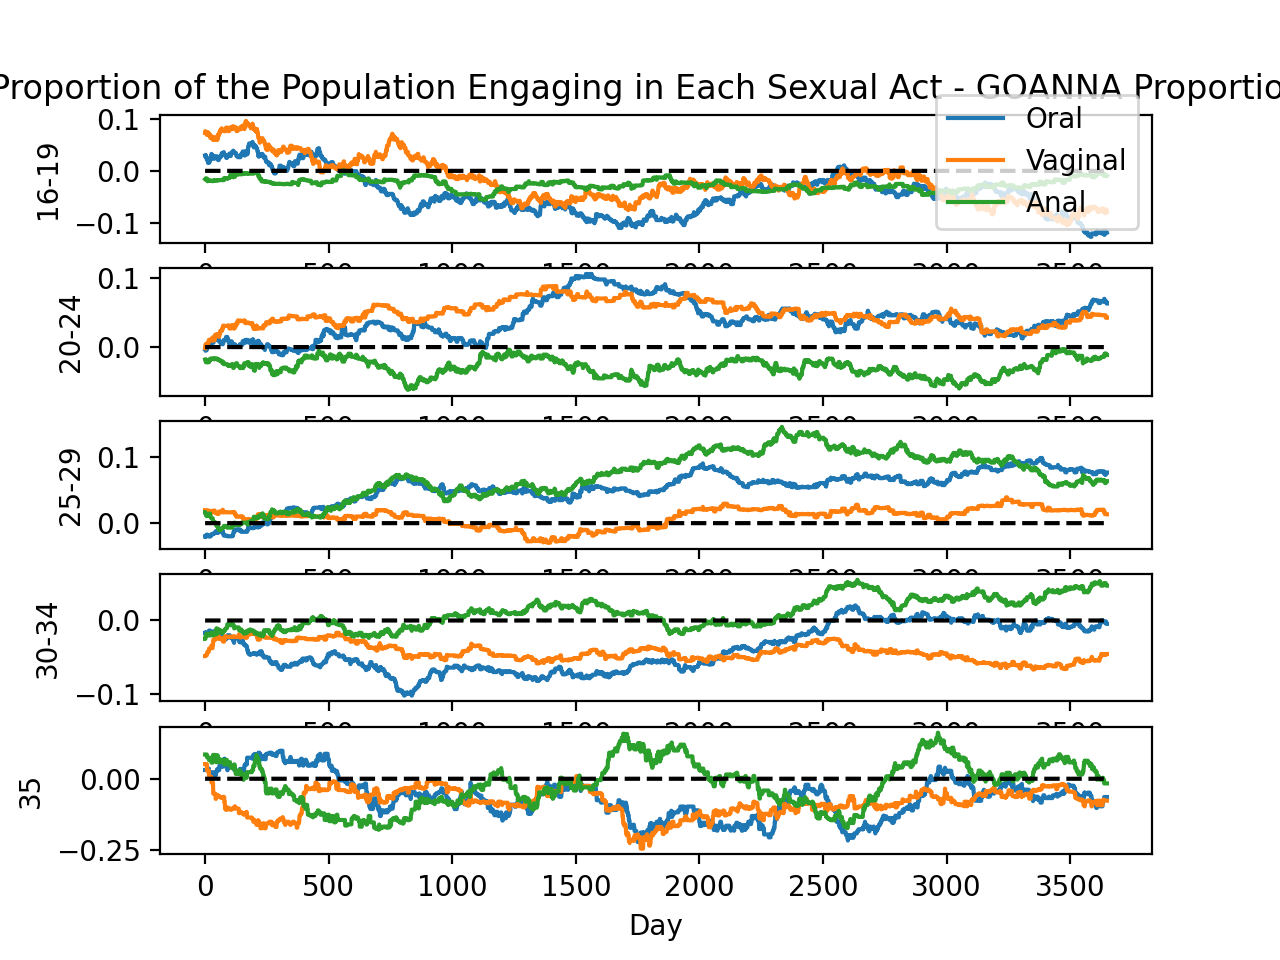 Proportion of the Population Engaging in Each Sexual Act - GOANNA Proportio
Oral
Vaginal
Anal
0.1
0.0
−0.1
16-19
0.1
0.0
20-24
0.1
0.0
25-29
0.0
−0.1
30-34
0.00
−0.25
35
0 500 1000 1500 2000 2500 3000 3500
Day